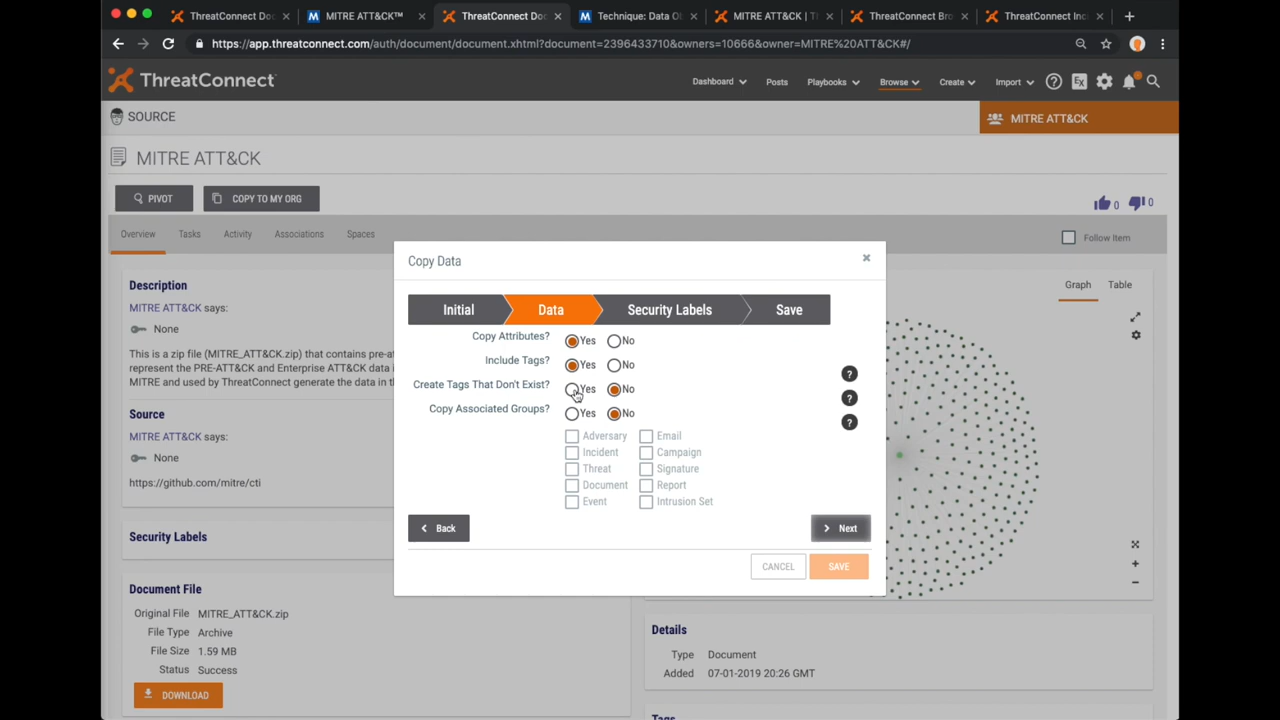 ThreatConnect Doc
MITRE ATT&CK™
ThreatConnect Doc
Technique: Data Ob
MITRE ATT&CK | T
ThreatConnect Bro
ThreatConnect Inc
https://app.threatconnect.com/auth/document/document.xhtml?document=2396433710&owners=10666&owner=MITRE%20ATT&CK#/
ThreatConnect
Dashboard
Posts
Playbooks
Browse
Create
Import
EX
SOURCE
MITRE ATT&CK
MITRE ATT&CK
PIVOT
COPY TO MY ORG
0
0
Overview
Tasks
Activity
Associations
Spaces
Follow Item
Copy Data
Initial
Data
Security Labels
Save
Copy Attributes?
Yes
No
Include Tags?
Yes
No
Create Tags That Don't Exist?
Yes
No
Copy Associated Groups?
Yes
No
Adversary
Email
Incident
Campaign
Threat
Signature
Document
Report
Event
Intrusion Set
Back
Next
CANCEL
SAVE
Description
MITRE ATT&CK says:
None
This is a zip file (MITRE_ATT&CK.zip) that contains pre-a
represent the PRE-ATT&CK and Enterprise ATT&CK data i
MITRE and used by ThreatConnect generate the data in t
Source
MITRE ATT&CK says:
None
https://github.com/mitre/cti
Security Labels
Document File
Original File MITRE_ATT&CK.zip
File Type Archive
File Size 1.59 MB
Status Success
DOWNLOAD
Graph
Table
Details
Type Document
Added 07-01-2019 20:26 GMT
Tags